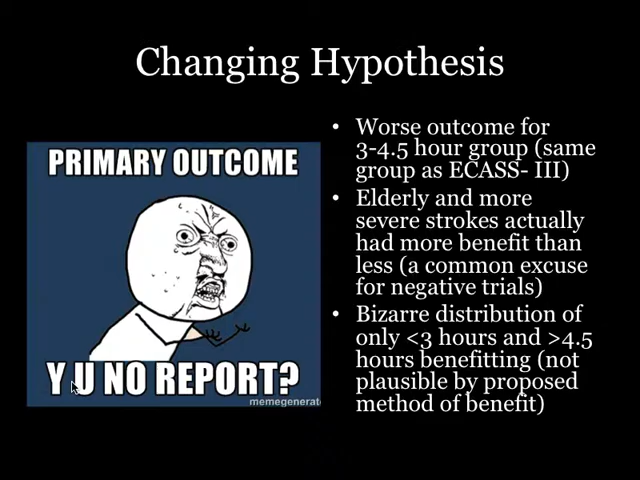 Changing Hypothesis
PRIMARY OUTCOME
Y U NO REPORT?
memegenerat
• Worse outcome for
3-4.5 hour group (same
group as ECASS- III)
• Elderly and more
severe strokes actually
had more benefit than
less (a common excuse
for negative trials)
• Bizarre distribution of
only <3 hours and >4.5
hours benefitting (not
plausible by proposed
method of benefit)